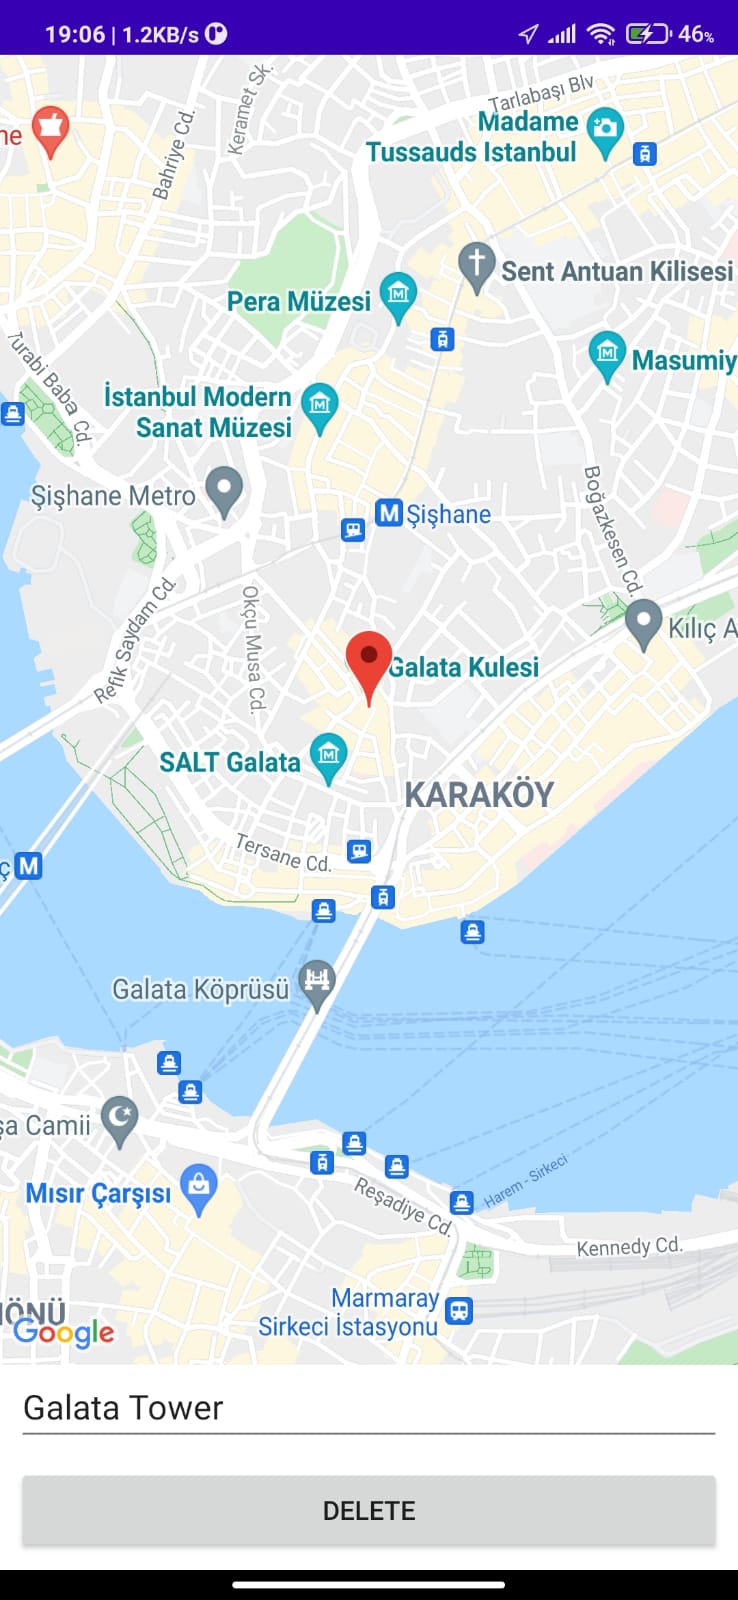 19:06 | 1.2KB/s
46%
Keramet Sk.
Tarlabaşı Blv
Bahriye Cd.
Madame
Tussauds Istanbul
Sent Antuan Kilisesi
Pera Müzesi
Turabi Baba Cd.
Masumiy
İstanbul Modern
Sanat Müzesi
Şişhane Metro
M Şişhane
Boğazkesen Cd.
Refik Saydam Cd.
Okçu Musa Cd.
Kılıç A
Galata Kulesi
SALT Galata
KARAKÖY
Tersane Cd.
M
Galata Köprüsü
şa Camii
Mısır Çarşısı
Reşadiye Cd.
Harem - Sirkeci
Kennedy Cd.
Marmaray
Sirkeci İstasyonu
ÖNÜ
Google
Galata Tower
DELETE